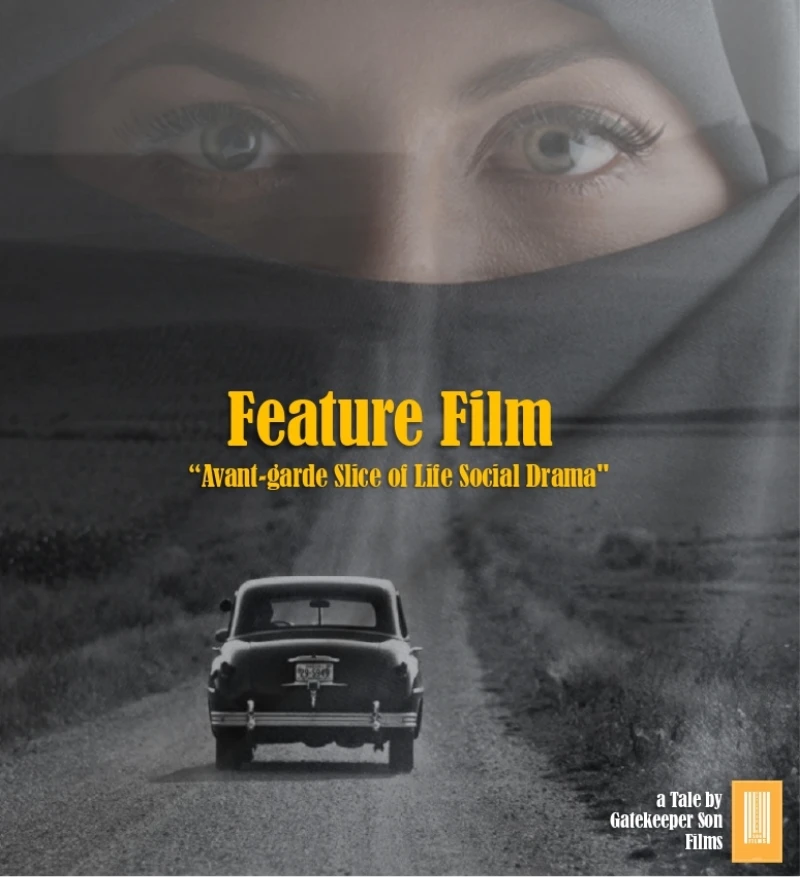 Feature Film
“Avant-garde Slice of Life Social Drama"
a Tale by
Gatekeeper Son
Films